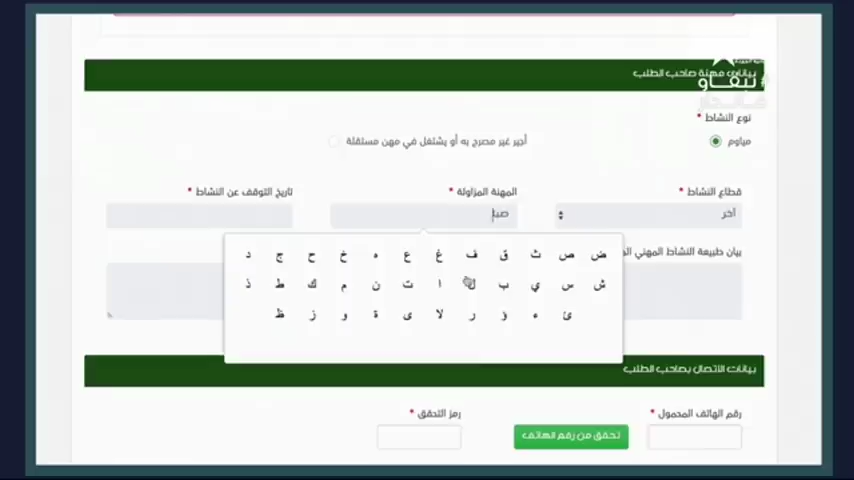 بيانات مهنة صاحب الطلب
نوع النشاط *
مياوم
أجير غير مصرح به أو يشتغل في مهن مستقلة
قطاع النشاط *
المهنة المزاولة *
تاريخ التوقف عن النشاط *
آخر
صبا
بيان طبيعة النشاط المهني
ض ص ث ق ف غ ع ه خ ح ج د
ش س ي ب ل ا ت ن م ك ط ذ
ئ ء ؤ ر لا ى ة و ز ظ
بيانات الاتصال بصاحب الطلب
رقم الهاتف المحمول *
رمز التحقق *
تحقق من رقم الهاتف